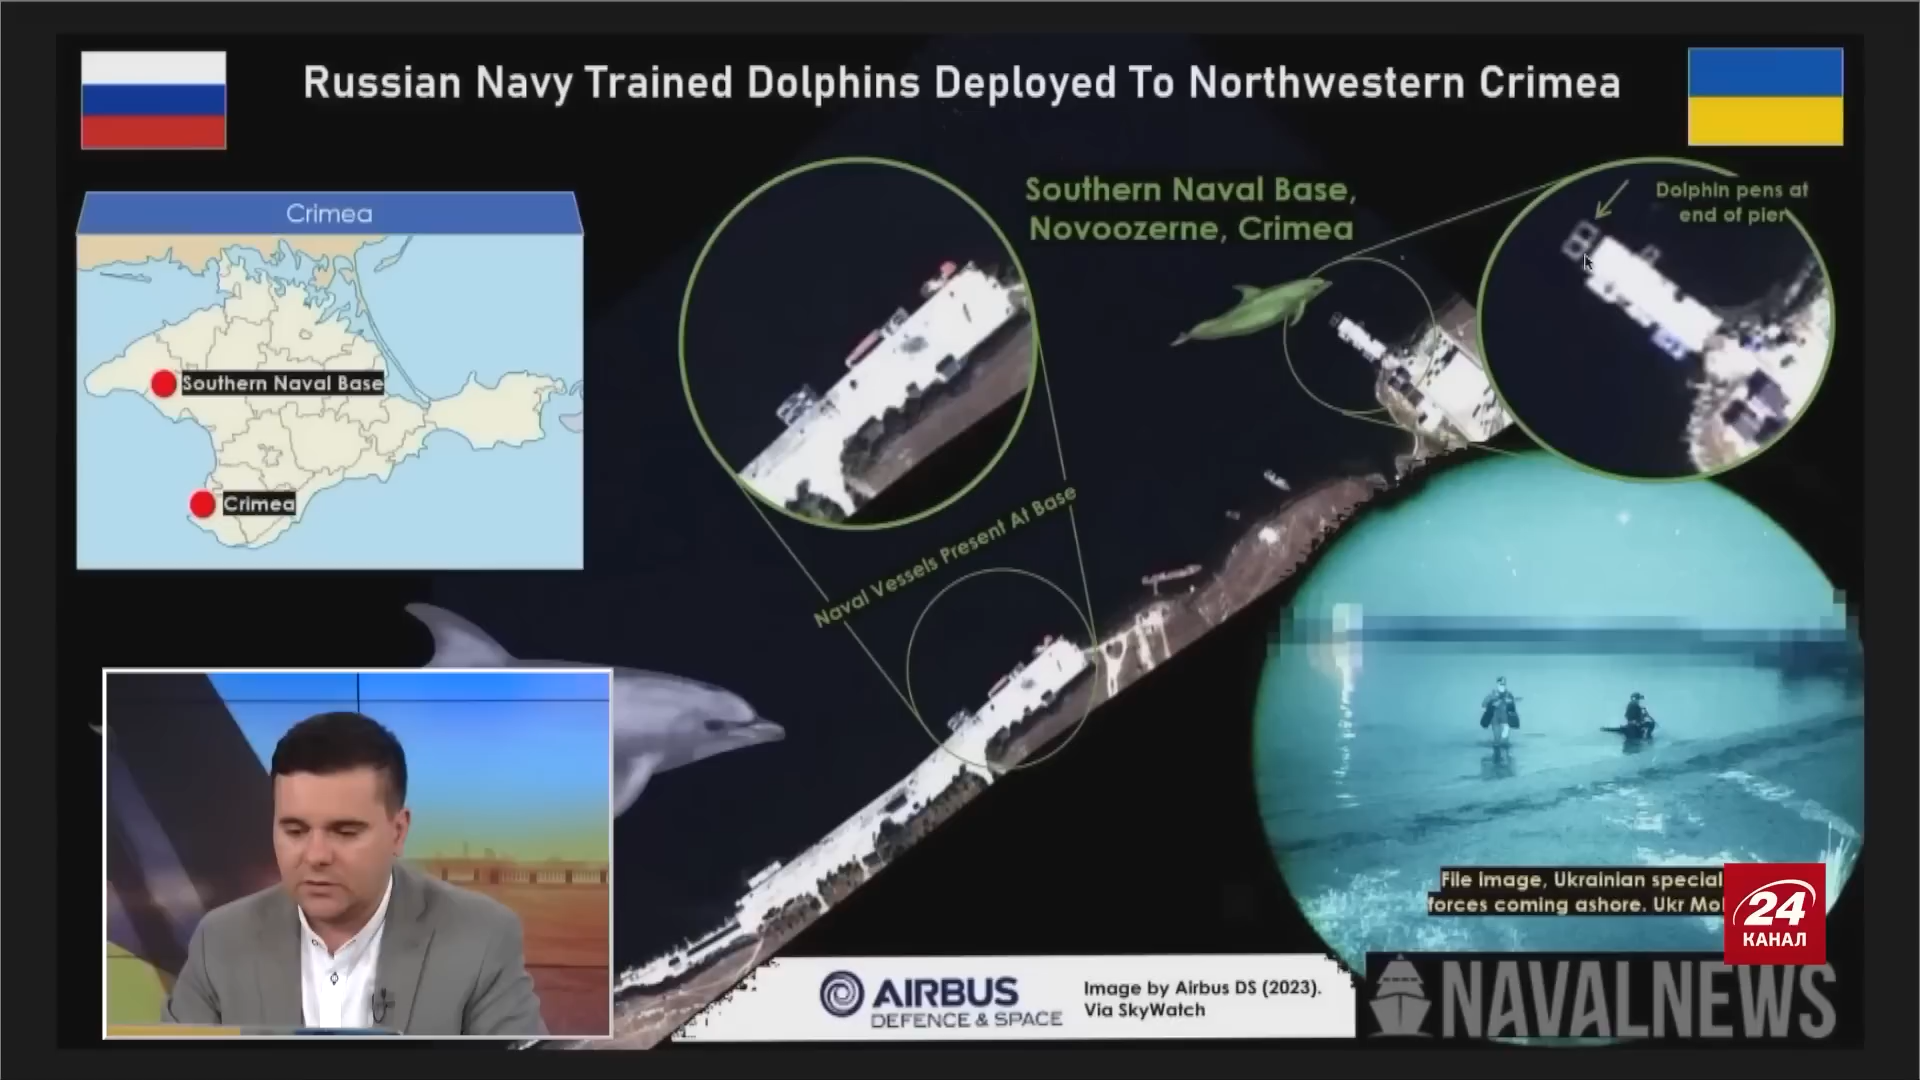 Russian Navy Trained Dolphins Deployed To Northwestern Crimea
Crimea
Southern Naval Base
Crimea
Southern Naval Base,
Novoozerne, Crimea
Dolphin pens at
end of pier
Naval Vessels Present At Base
File image, Ukrainian special
forces coming ashore. Ukr
24
КАНАЛ
AIRBUS
DEFENCE & SPACE
Image by Airbus DS (2023).
Via SkyWatch
NAVALNEWS